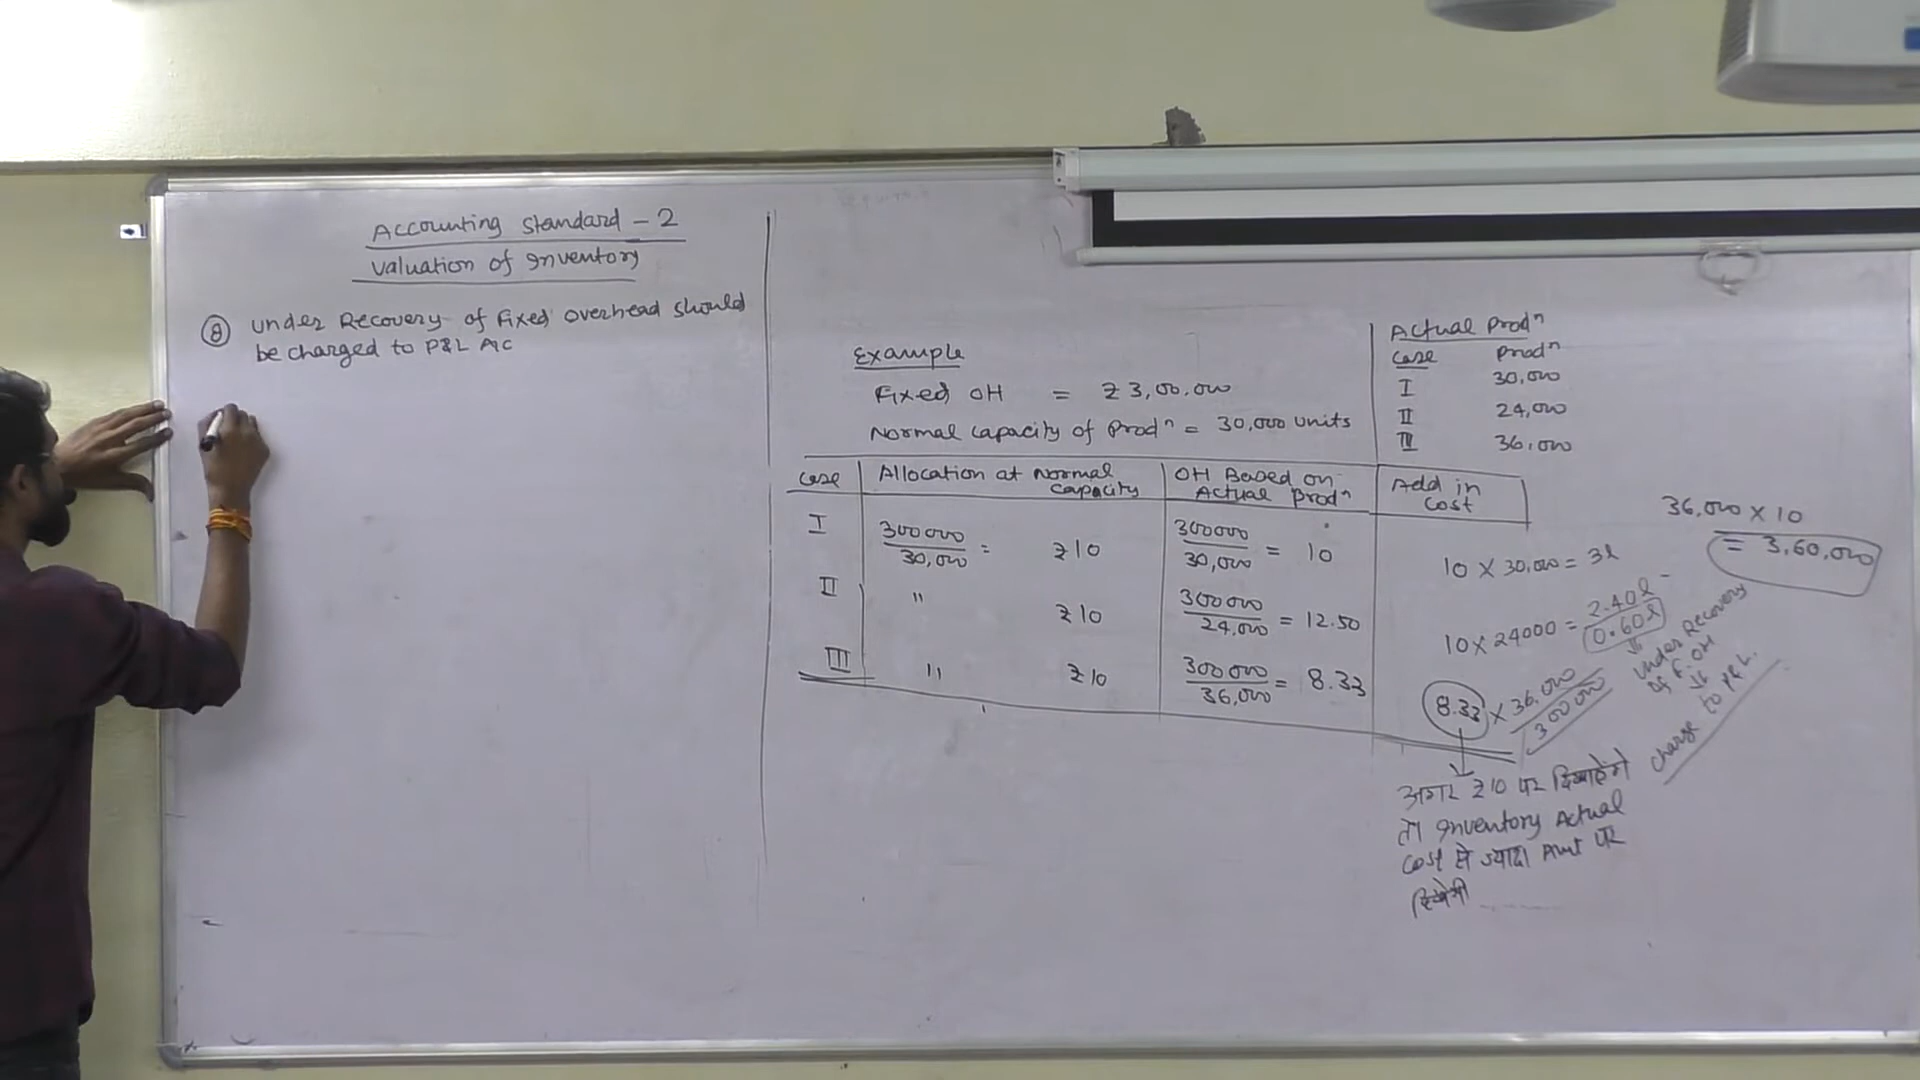 Accounting Standard - 2
Valuation of Inventory
⑧ Under Recovery of Fixed Overhead Should
be charged to P&L A/C
Example
Fixed OH = ₹3,00,000
Normal Capacity of Prodⁿ = 30,000 Units
Actual Prodⁿ
Case Prodⁿ
I 30,000
II 24,000
III 36,000
Case Allocation at Normal Capacity OH Based on Actual Prodⁿ Add in Cost
I 300000/30,000 = ₹10 300000/30,000 = 10 10 × 30,000 = 3l
II " ₹10 300000/24,000 = 12.50 10 × 24000 = 2.40l
0.60l
III " ₹10 300000/36,000 = 8.33 8.33 × 36,000
300000
36,000 × 10
= 3,60,000
⇓
Under Recovery
of F.OH
⇓
Charge to P&L.
अगर ₹10 पर दिखाएंगे
तो Inventory Actual
Cost से ज्यादा Amt पर
दिखेगी